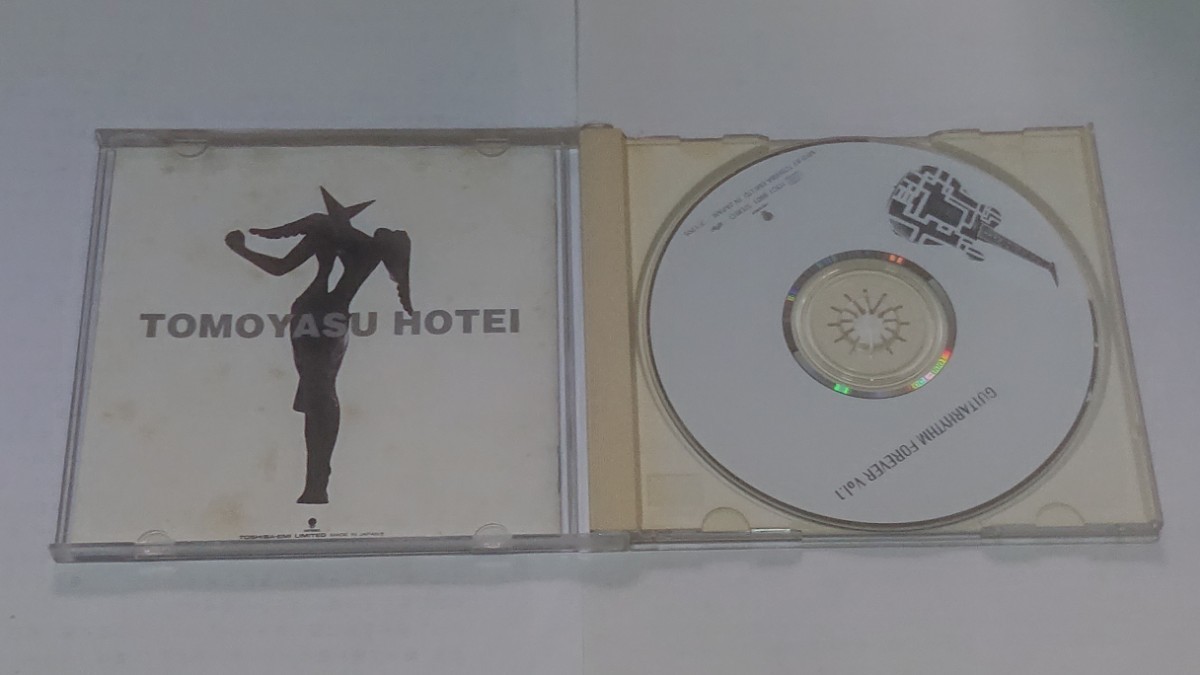 TOMOYASU HOTEI
TOSHIBA-EMI LIMITED MADE IN JAPAN
GUITARHYTHM FOREVER Vol.1